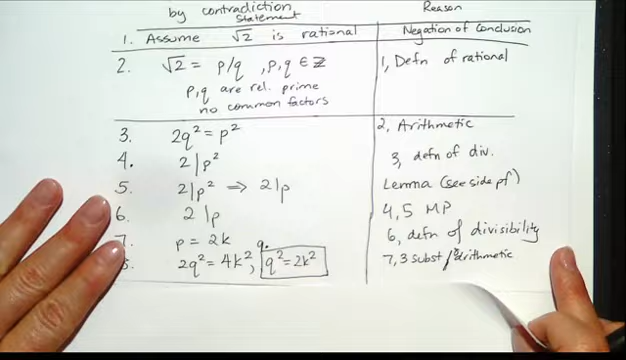 by contradiction
Statement
Reason
1. Assume √2 is rational
Negation of Conclusion
2. √2 = p/q , p,q ∈ ℤ
1, Defn of rational
p,q are rel. prime
no common factors
3. 2q² = p²
2, Arithmetic
4. 2|p²
3, defn of div.
5. 2|p² ⇒ 2|p
Lemma (see side pf)
6. 2|p
4,5 MP
7. p = 2k
6, defn of divisibility
q.
8. 2q² = 4k², q² = 2k²
7,3 subst/arithmetic